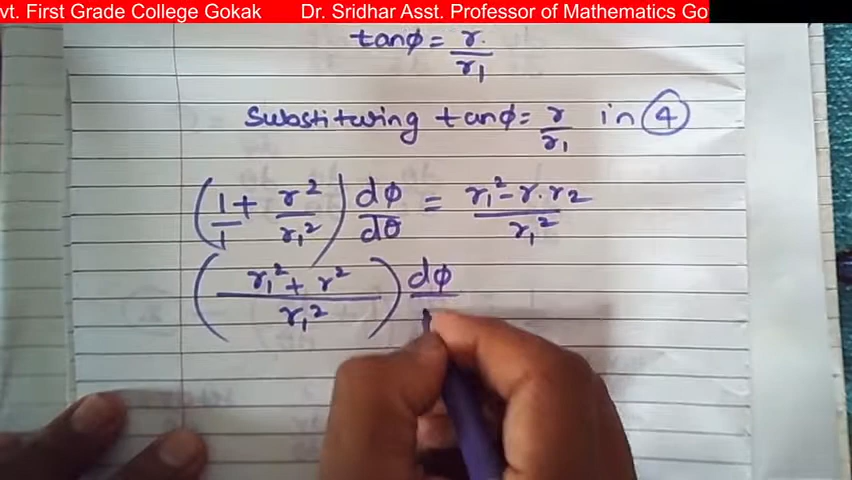 vt. First Grade College Gokak Dr. Sridhar Asst. Professor of Mathematics Go
tanφ = r/r₁
Substituting tanφ = r/r₁ in ④
(1/1 + r²/r₁²) dφ/dθ = (r₁² - r·r₂)/r₁²
((r₁² + r²)/r₁²) dφ